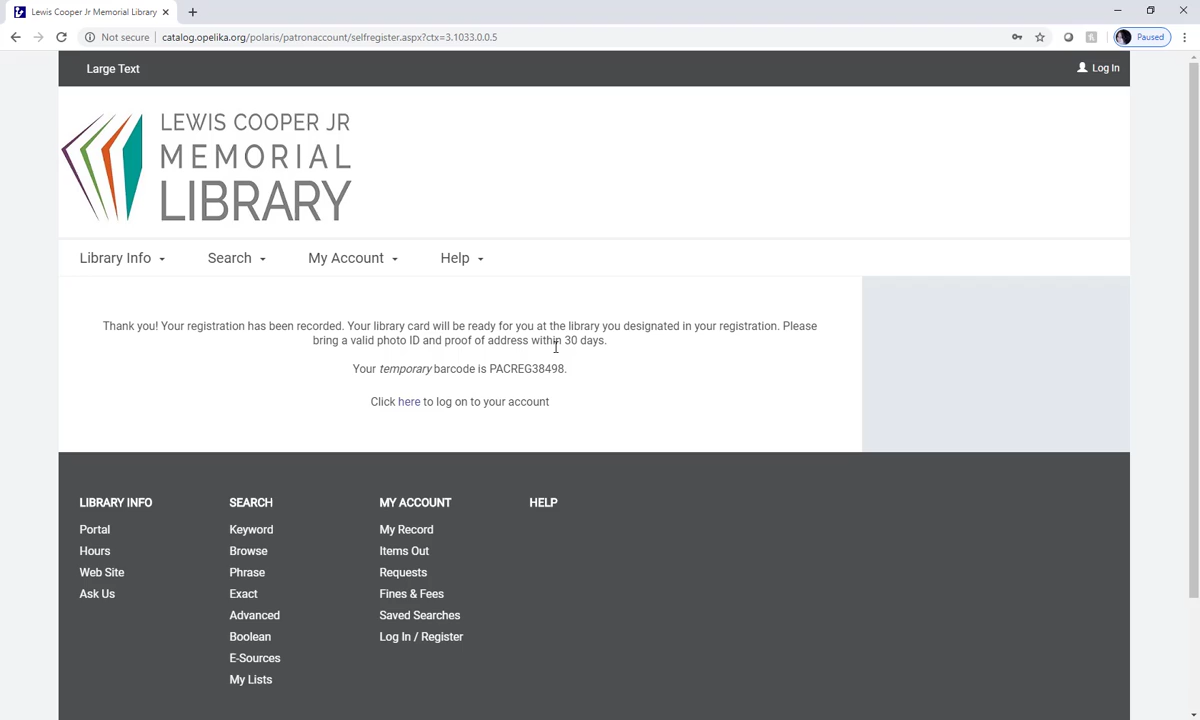 Lewis Cooper Jr Memorial Library
Not secure | catalog.opelika.org/polaris/patronaccount/selfregister.aspx?ctx=3.1033.0.0.5
Paused
Large Text
Log In
LEWIS COOPER JR
MEMORIAL
LIBRARY
Library Info
Search
My Account
Help
Thank you! Your registration has been recorded. Your library card will be ready for you at the library you designated in your registration. Please
bring a valid photo ID and proof of address within 30 days.
Your temporary barcode is PACREG38498.
Click here to log on to your account
LIBRARY INFO
Portal
Hours
Web Site
Ask Us
SEARCH
Keyword
Browse
Phrase
Exact
Advanced
Boolean
E-Sources
My Lists
MY ACCOUNT
My Record
Items Out
Requests
Fines & Fees
Saved Searches
Log In / Register
HELP